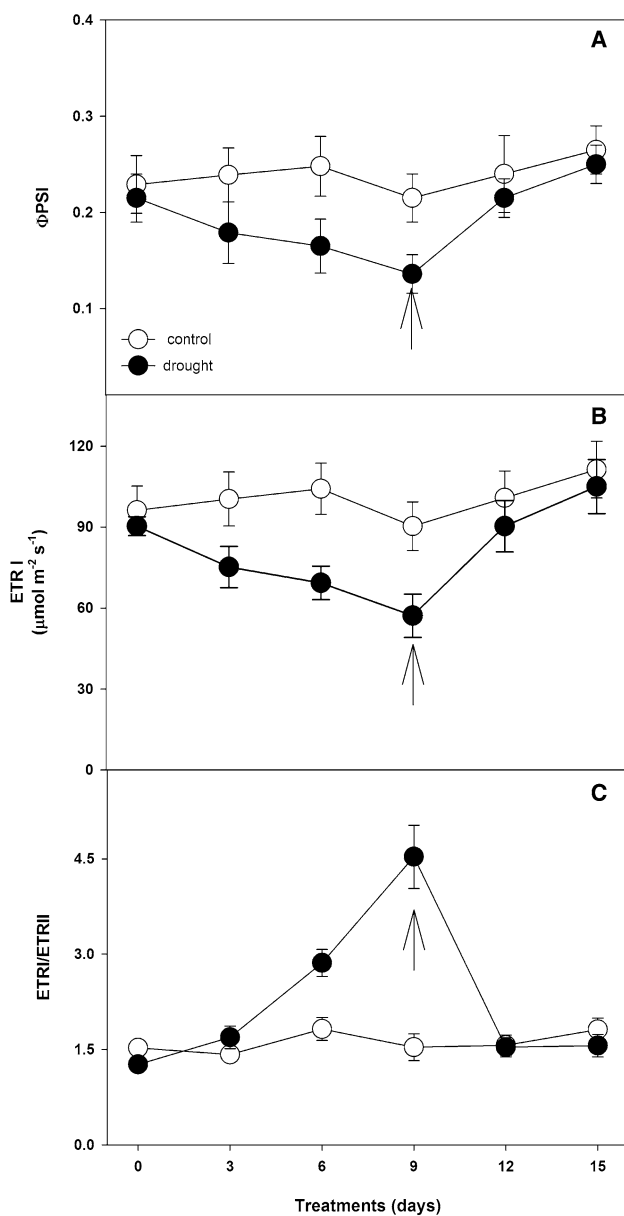 0.4
A
0.3
0.2
ΦPSI
0.1
control
drought
B
120
90
ETR I
(μmol m⁻² s⁻¹)
60
30
0
C
4.5
3.0
ETRI/ETRII
1.5
0.0
0 3 6 9 12 15
Treatments (days)